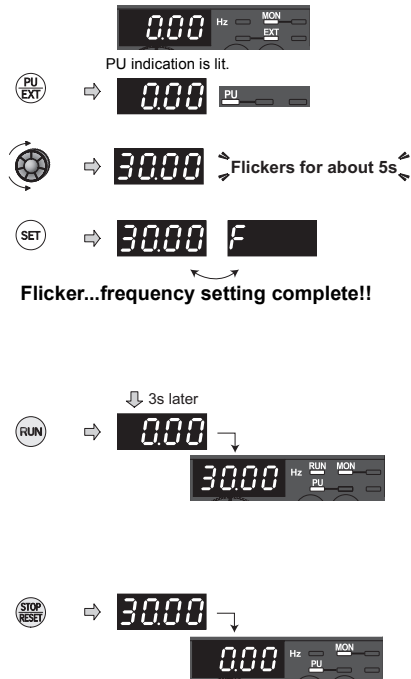 0.00 Hz MON
EXT
PU indication is lit.
PU
EXT
0.00 PU
30.00 Flickers for about 5s
SET 30.00 F
Flicker...frequency setting complete!!
3s later
RUN 0.00
30.00 Hz RUN MON
PU
STOP
RESET
30.00
0.00 Hz MON
PU